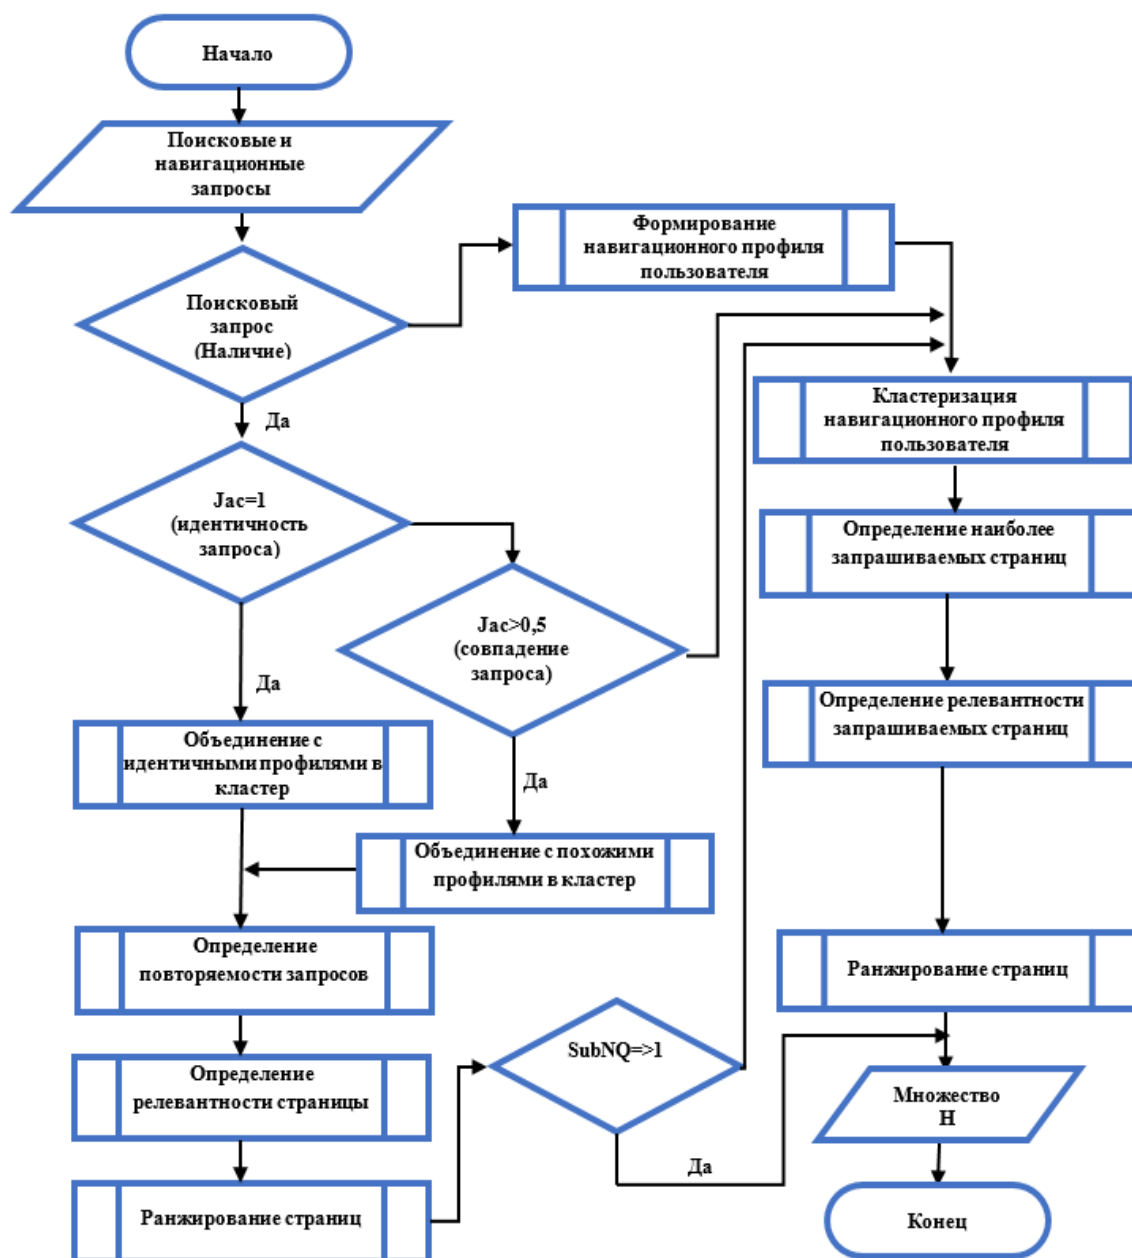 Начало
Поисковые и
навигационные
запросы
Формирование
навигационного профиля
пользователя
Поисковый
запрос
(Наличие)
Да
Кластеризация
навигационного профиля
пользователя
Jac=1
(идентичность
запроса)
Определение наиболее
запрашиваемых страниц
Jac>0,5
(совпадение
запроса)
Да
Определение релевантности
запрашиваемых страниц
Объединение с
идентичными профилями в
кластер
Да
Объединение с похожими
профилями в кластер
Определение
повторяемости запросов
Ранжирование страниц
SubNQ=>1
Определение
релевантности страницы
Множество
Н
Да
Ранжирование страниц
Конец